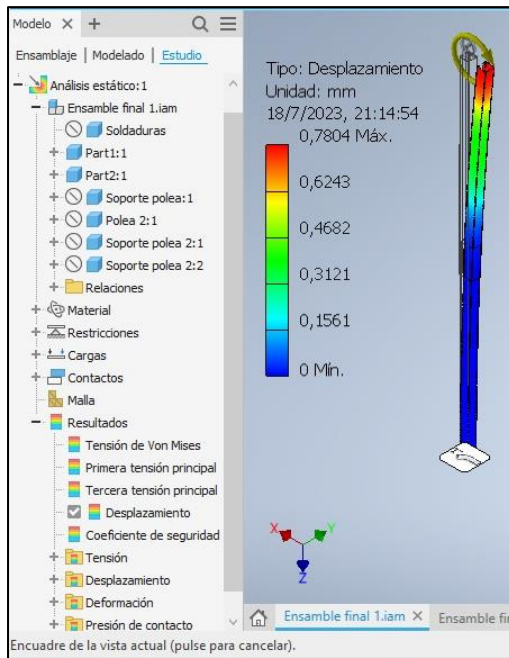 Modelo × +
Ensamblaje | Modelado | Estudio
Análisis estático:1
Ensamble final 1.iam
Soldaduras
Part1:1
Part2:1
Soporte polea:1
Polea 2:1
Soporte polea 2:1
Soporte polea 2:2
Relaciones
Material
Restricciones
Cargas
Contactos
Malla
Resultados
Tensión de Von Mises
Primera tensión principal
Tercera tensión principal
Desplazamiento
Coeficiente de seguridad
Tensión
Desplazamiento
Deformación
Presión de contacto
Tipo: Desplazamiento
Unidad: mm
18/7/2023, 21:14:54
0,7804 Máx.
0,6243
0,4682
0,3121
0,1561
0 Mín.
X Y
Z
Ensamble final 1.iam × Ensamble fi
Encuadre de la vista actual (pulse para cancelar).